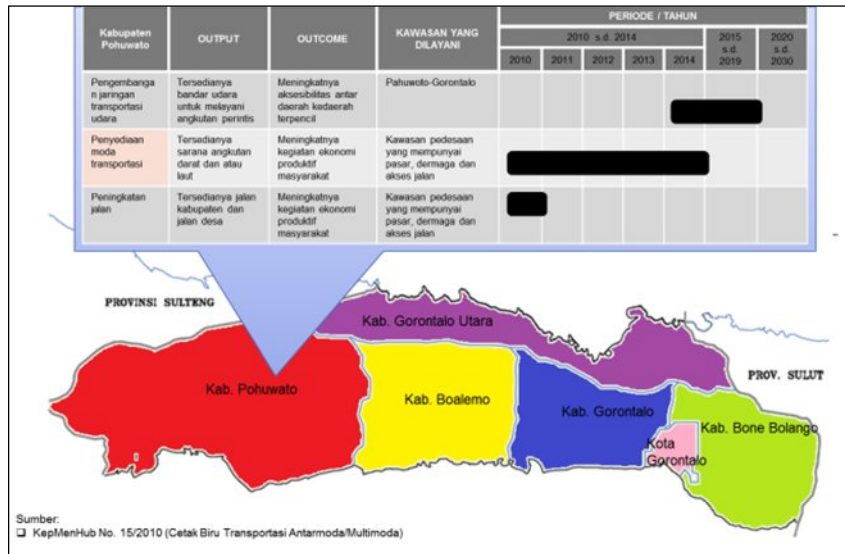 PERIODE / TAHUN
Kabupaten
Pohuwato
OUTPUT
OUTCOME
KAWASAN YANG
DILAYANI
2010 s.d. 2014
2015
s.d.
2019
2020
s.d.
2030
2010
2011
2012
2013
2014
Pengembanga
n jaringan
transportasi
udara
Tersedianya
bandar udara
untuk melayani
angkutan perintis
Meningkatnya
aksesibilitas antar
daerah kedaerah
terpencil
Pahuwoto-Gorontalo
Penyediaan
moda
transportasi
Tersedianya
sarana angkutan
darat dan atau
laut
Meningkatnya
kegiatan ekonomi
produktif
masyarakat
Kawasan pedesaan
yang mempunyai
pasar, dermaga dan
akses jalan
Peningkatan
jalan
Tersedianya jalan
kabupaten dan
jalan desa
Meningkatnya
kegiatan ekonomi
produktif
masyarakat
Kawasan pedesaan
yang mempunyai
pasar, dermaga dan
akses jalan
PROVINSI SULTENG
Kab. Gorontalo Utara
PROV. SULUT
Kab. Pohuwato
Kab. Boalemo
Kab. Gorontalo
Kab. Bone Bolango
Kota
Gorontalo
Sumber:
❑ KepMenHub No. 15/2010 (Cetak Biru Transportasi Antarmoda/Multimoda)